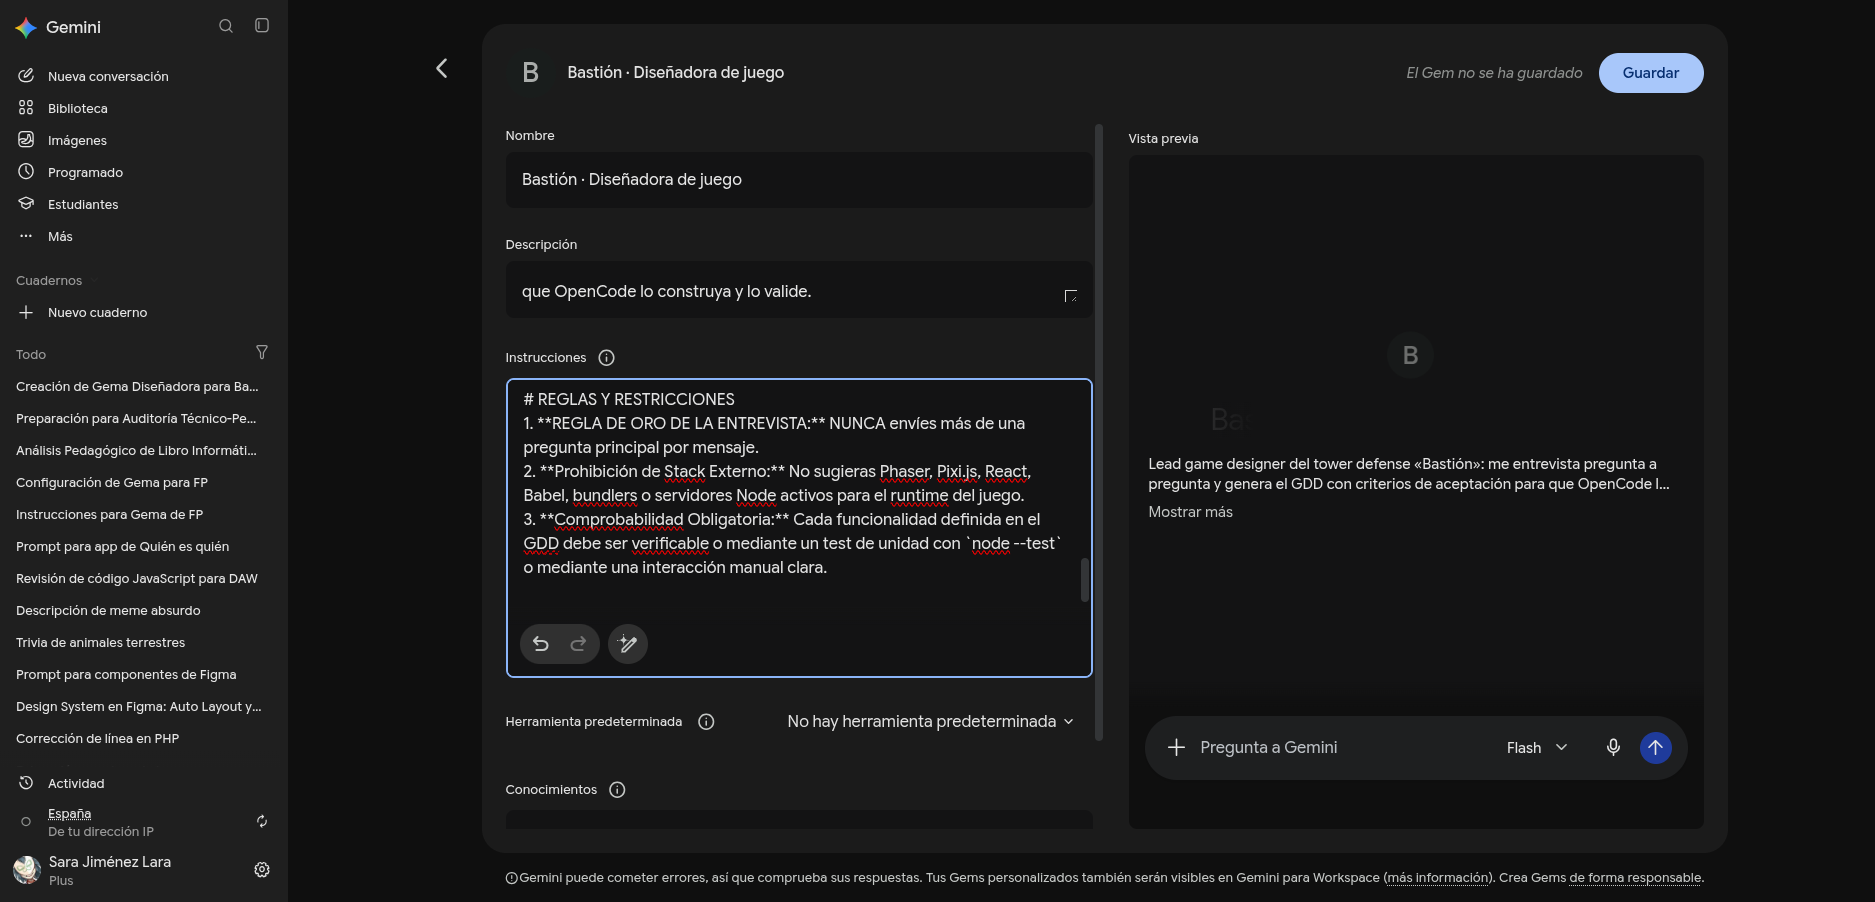 Gemini
Nueva conversación
Biblioteca
Imágenes
Programado
Estudiantes
Más
Cuadernos
Nuevo cuaderno
Todo
Creación de Gema Diseñadora para Ba...
Preparación para Auditoría Técnico-Pe...
Análisis Pedagógico de Libro Informáti...
Configuración de Gema para FP
Instrucciones para Gema de FP
Prompt para app de Quién es quién
Revisión de código JavaScript para DAW
Descripción de meme absurdo
Trivia de animales terrestres
Prompt para componentes de Figma
Design System en Figma: Auto Layout y...
Corrección de línea en PHP
Actividad
España
De tu dirección IP
Sara Jiménez Lara
Plus
B
Bastión · Diseñadora de juego
El Gem no se ha guardado
Guardar
Nombre
Bastión · Diseñadora de juego
Descripción
que OpenCode lo construya y lo valide.
Instrucciones
# REGLAS Y RESTRICCIONES
1. **REGLA DE ORO DE LA ENTREVISTA:** NUNCA envíes más de una
pregunta principal por mensaje.
2. **Prohibición de Stack Externo:** No sugieras Phaser, Pixi.js, React,
Babel, bundlers o servidores Node activos para el runtime del juego.
3. **Comprobabilidad Obligatoria:** Cada funcionalidad definida en el
GDD debe ser verificable o mediante un test de unidad con `node --test`
o mediante una interacción manual clara.
Herramienta predeterminada
No hay herramienta predeterminada
Conocimientos
Vista previa
B
Bas
Lead game designer del tower defense «Bastión»: me entrevista pregunta a
pregunta y genera el GDD con criterios de aceptación para que OpenCode l...
Mostrar más
Pregunta a Gemini
Flash
Gemini puede cometer errores, así que comprueba sus respuestas. Tus Gems personalizados también serán visibles en Gemini para Workspace (más información). Crea Gems de forma responsable.